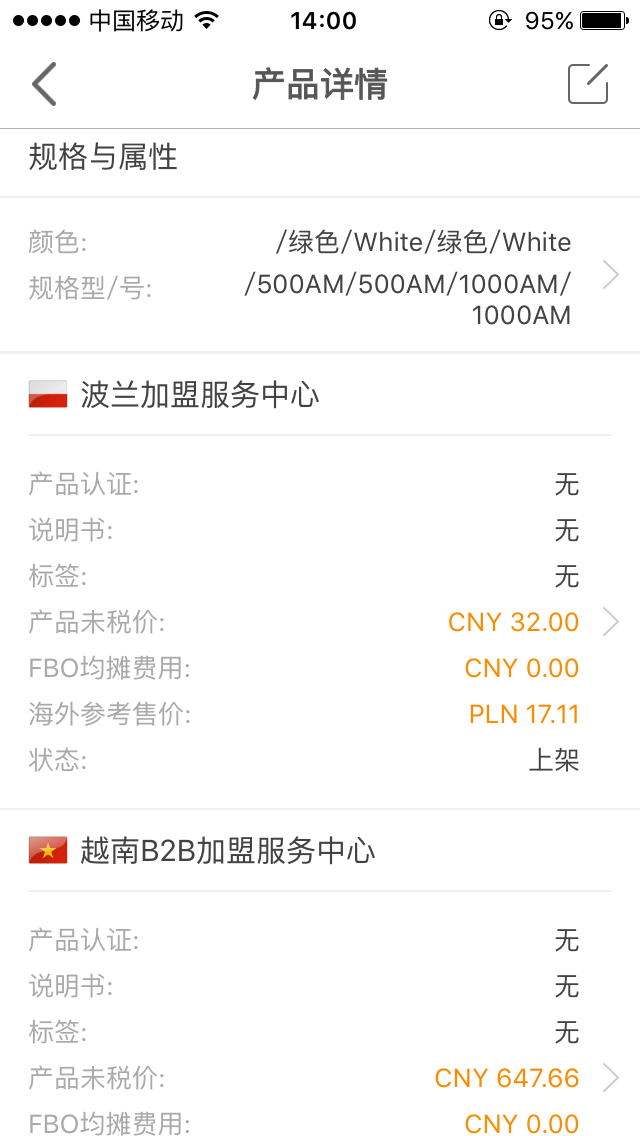 中国移动 14:00 95%
产品详情
规格与属性
颜色: /绿色/White/绿色/White
规格型/号: /500AM/500AM/1000AM/
1000AM
波兰加盟服务中心
产品认证: 无
说明书: 无
标签: 无
产品未税价: CNY 32.00
FBO均摊费用: CNY 0.00
海外参考售价: PLN 17.11
状态: 上架
越南B2B加盟服务中心
产品认证: 无
说明书: 无
标签: 无
产品未税价: CNY 647.66
FBO均摊费用: CNY 0.00